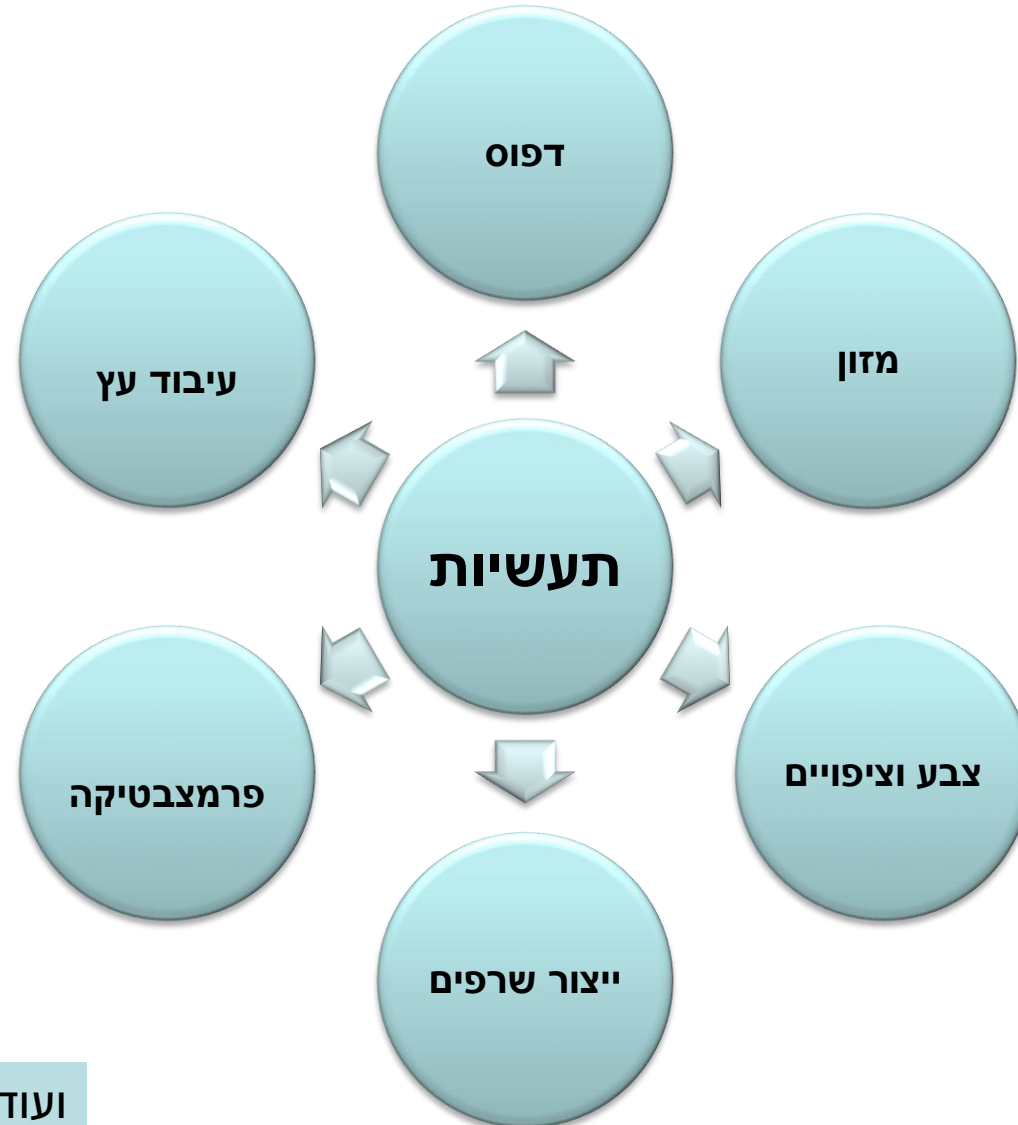 דפוס
מזון
עיבוד עץ
תעשיות
צבע וציפויים
פרמצבטיקה
ייצור שרפים
ועוד